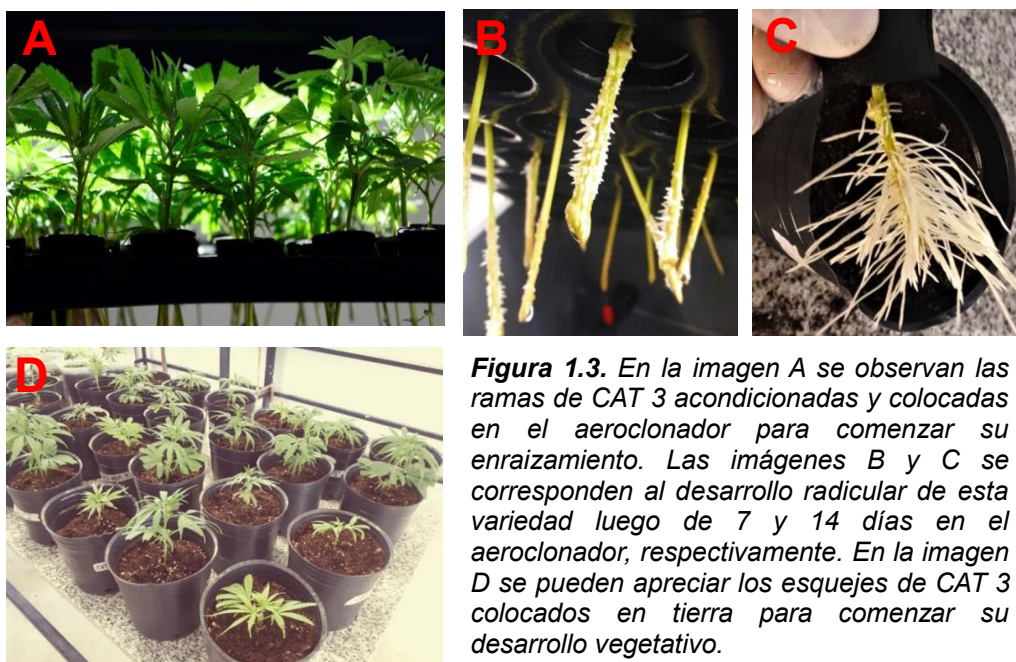 A
B
C
D
Figura 1.3. En la imagen A se observan las
ramas de CAT 3 acondicionadas y colocadas
en el aeroclonador para comenzar su
enraizamiento. Las imágenes B y C se
corresponden al desarrollo radicular de esta
variedad luego de 7 y 14 días en el
aeroclonador, respectivamente. En la imagen
D se pueden apreciar los esquejes de CAT 3
colocados en tierra para comenzar su
desarrollo vegetativo.